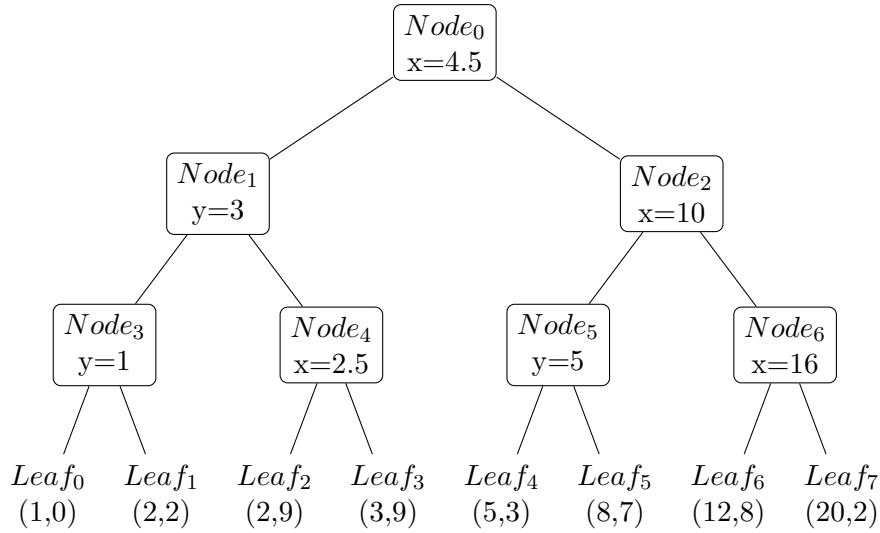 Node₀
x=4.5
Node₁
y=3
Node₂
x=10
Node₃
y=1
Node₄
x=2.5
Node₅
y=5
Node₆
x=16
Leaf₀ Leaf₁ Leaf₂ Leaf₃ Leaf₄ Leaf₅ Leaf₆ Leaf₇
(1,0) (2,2) (2,9) (3,9) (5,3) (8,7) (12,8) (20,2)